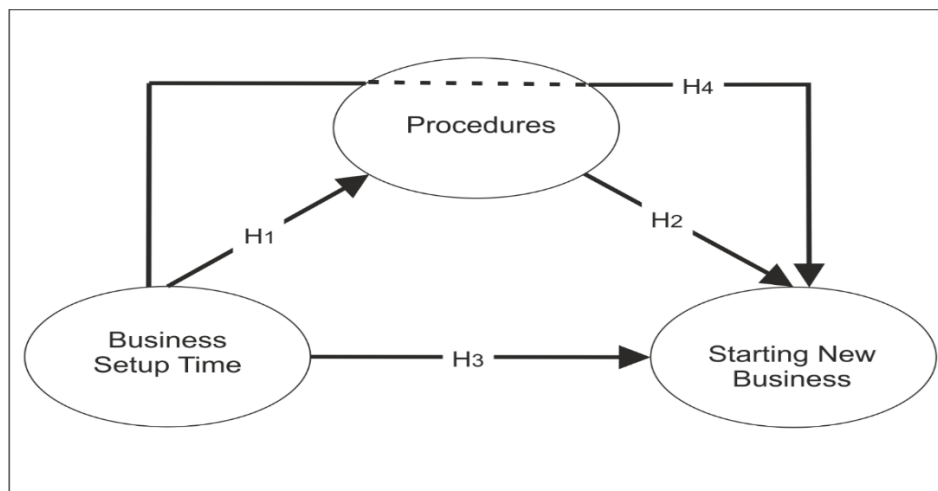 H4
Procedures
H1
H2
Business
Setup Time
H3
Starting New
Business